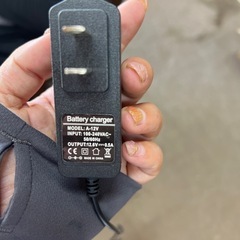 Battery charger
MODEL: A-12V
INPUT: 100-240VAC~
50/60Hz
OUTPUT:12.6V⎓0.5A
MADE IN CHINA